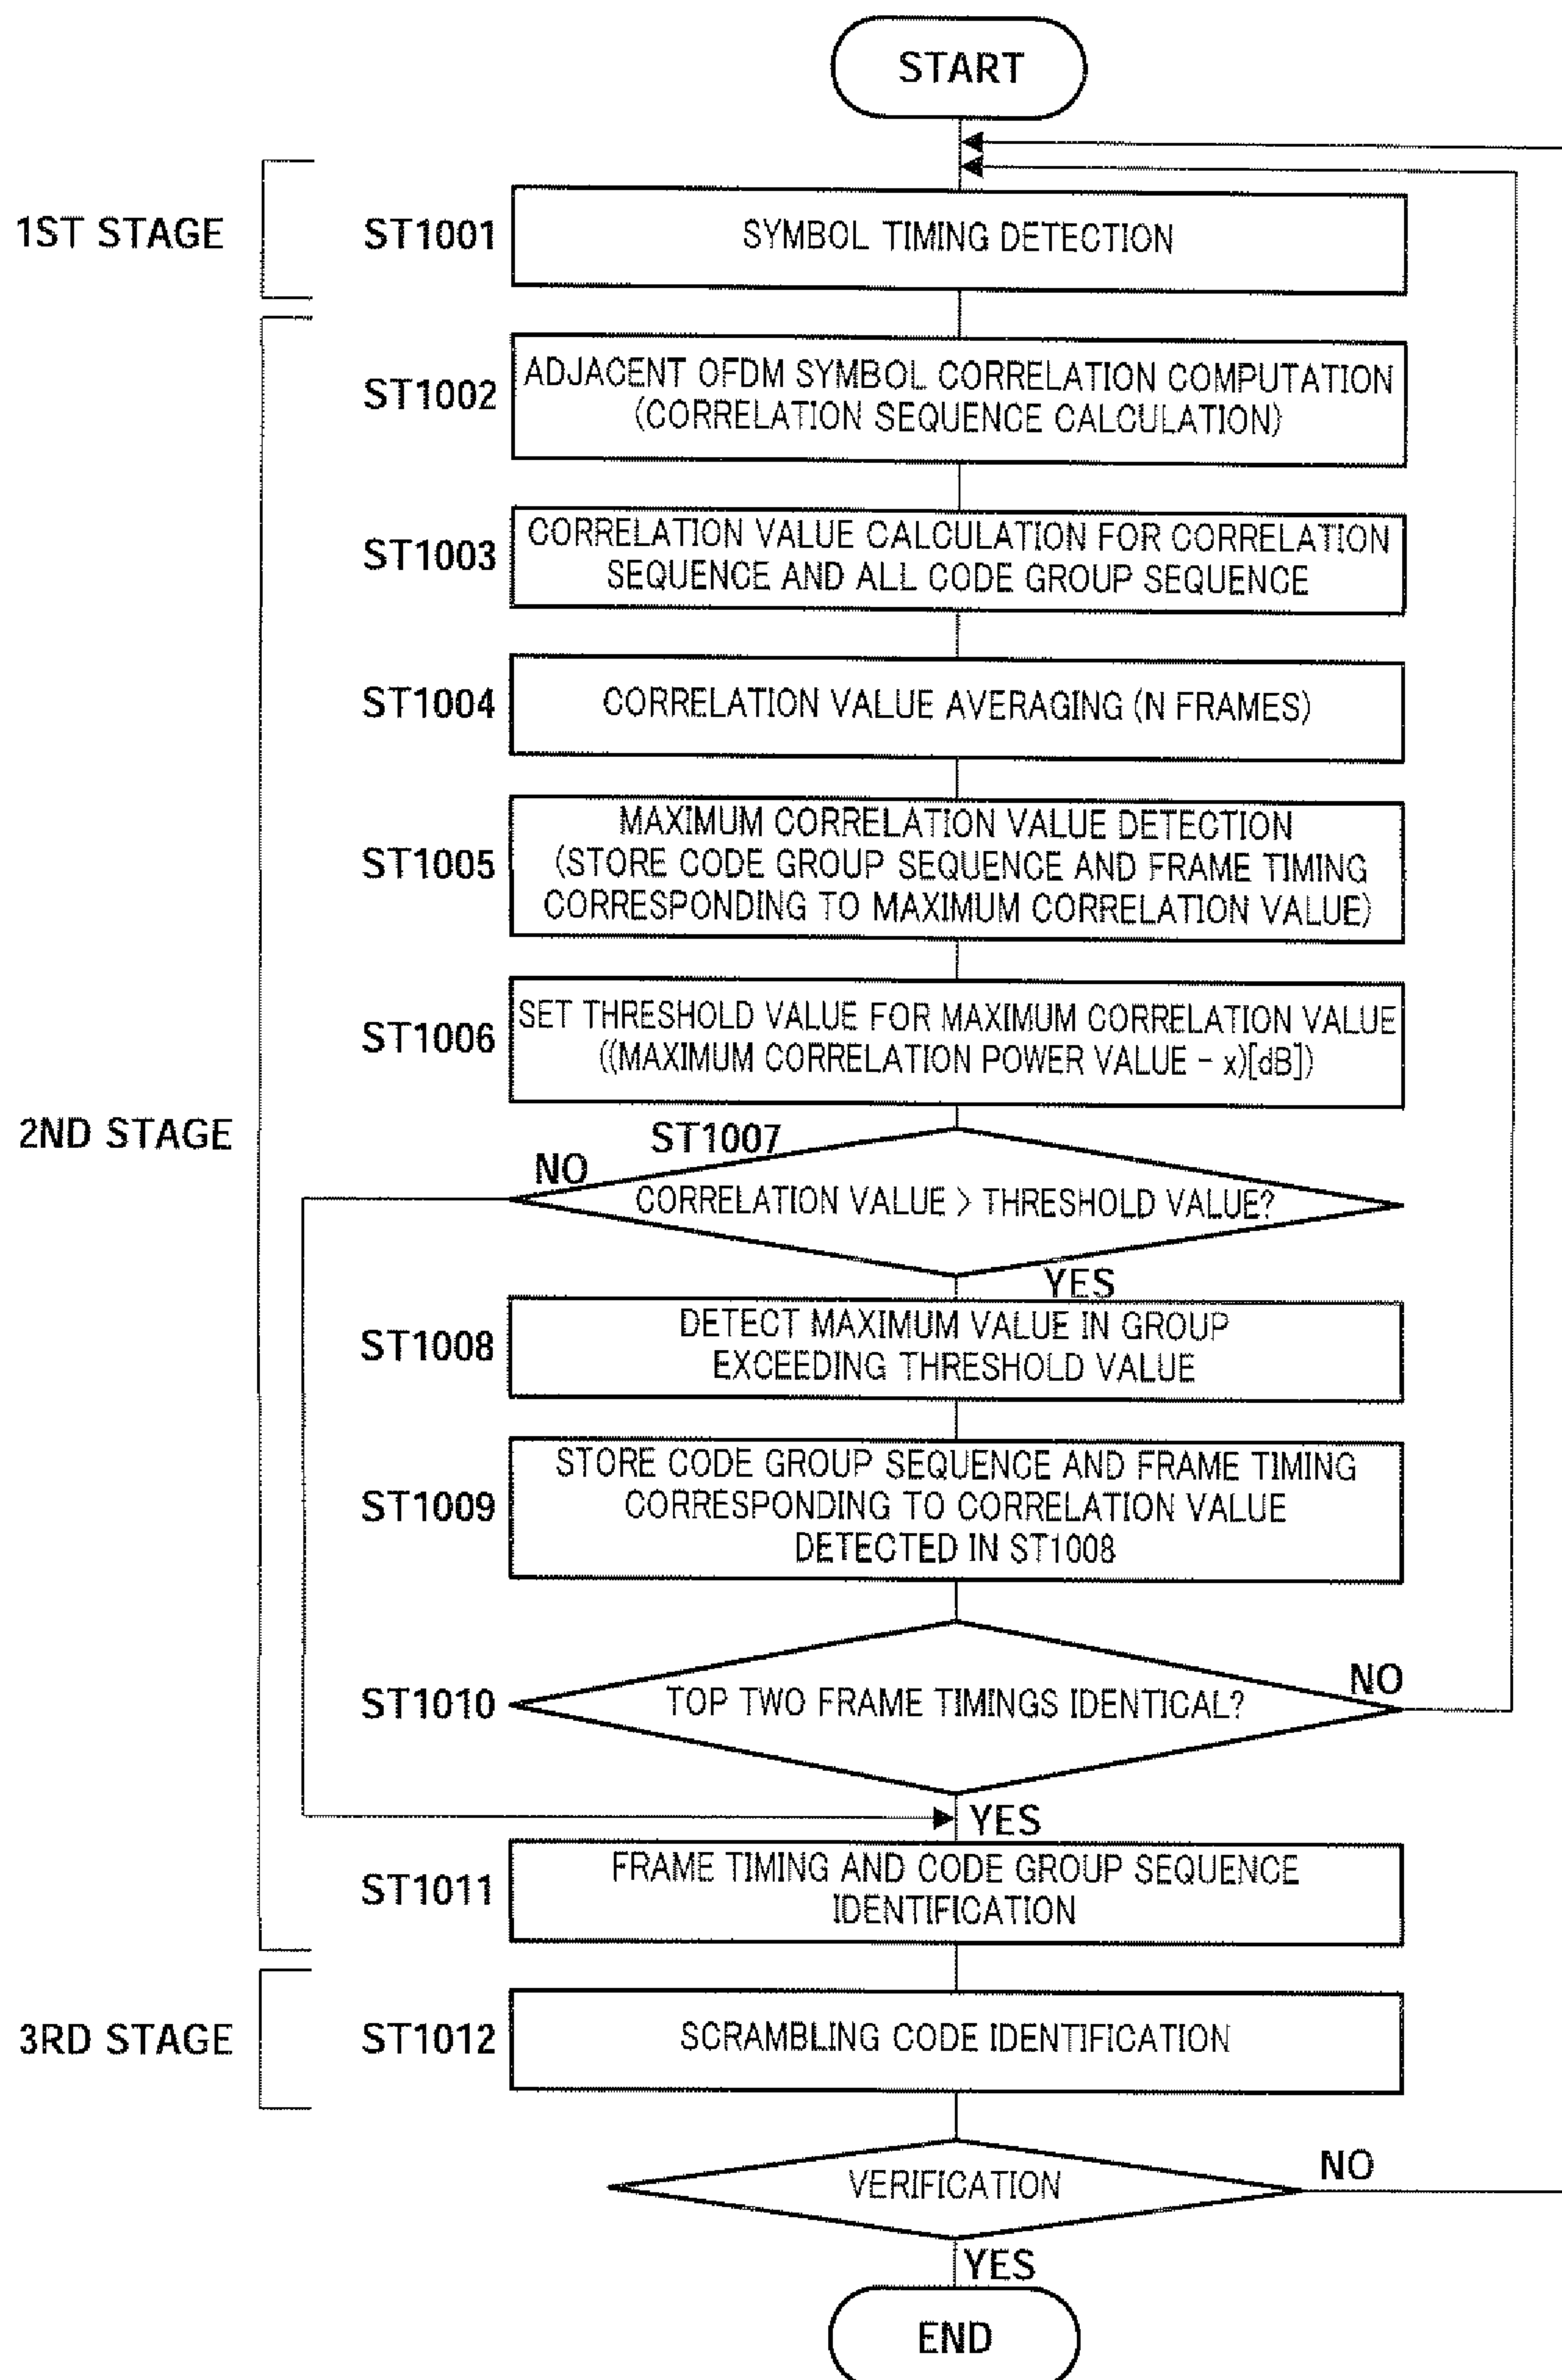 START
1ST STAGE
ST1001
SYMBOL TIMING DETECTION
ST1002
ADJACENT OFDM SYMBOL CORRELATION COMPUTATION
(CORRELATION SEQUENCE CALCULATION)
ST1003
CORRELATION VALUE CALCULATION FOR CORRELATION
SEQUENCE AND ALL CODE GROUP SEQUENCE
ST1004
CORRELATION VALUE AVERAGING (N FRAMES)
ST1005
MAXIMUM CORRELATION VALUE DETECTION
(STORE CODE GROUP SEQUENCE AND FRAME TIMING
CORRESPONDING TO MAXIMUM CORRELATION VALUE)
ST1006
SET THRESHOLD VALUE FOR MAXIMUM CORRELATION VALUE
((MAXIMUM CORRELATION POWER VALUE - x)[dB])
2ND STAGE
ST1007
NO
CORRELATION VALUE > THRESHOLD VALUE?
YES
ST1008
DETECT MAXIMUM VALUE IN GROUP
EXCEEDING THRESHOLD VALUE
ST1009
STORE CODE GROUP SEQUENCE AND FRAME TIMING
CORRESPONDING TO CORRELATION VALUE
DETECTED IN ST1008
ST1010
TOP TWO FRAME TIMINGS IDENTICAL?
NO
YES
ST1011
FRAME TIMING AND CODE GROUP SEQUENCE
IDENTIFICATION
3RD STAGE
ST1012
SCRAMBLING CODE IDENTIFICATION
VERIFICATION
NO
YES
END